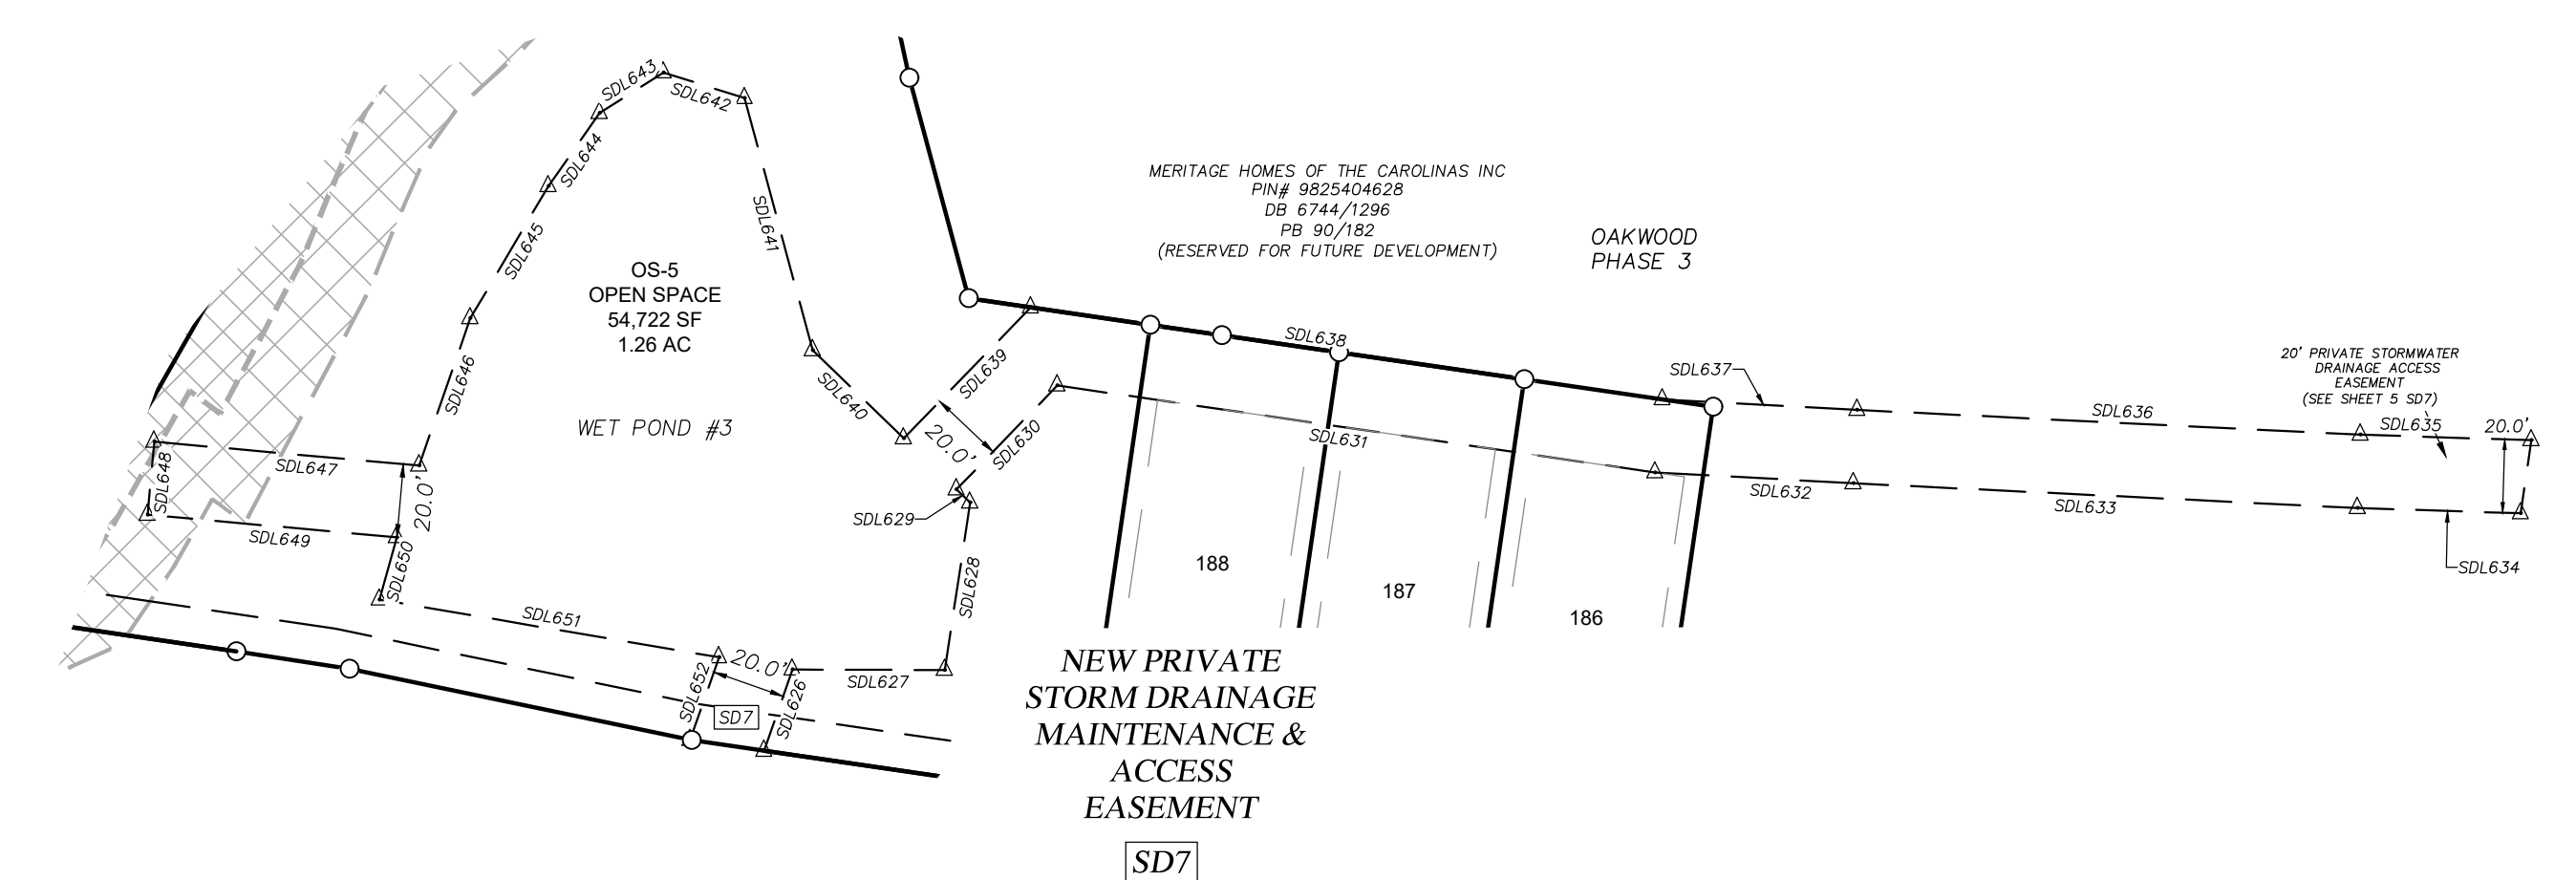 SDL643
SDL642
SDL644
SDL645
SDL641
SDL646
OS-5
OPEN SPACE
54,722 SF
1.26 AC
WET POND #3
SDL640
SDL639
20.0'
SDL630
SDL629
SDL628
SDL647
SDL648
SDL649
20.0'
SDL650
SDL651
SDL652
20.0'
SDL626
SDL627
SD7
MERITAGE HOMES OF THE CAROLINAS INC
PIN# 9825404628
DB 6744/1296
PB 90/182
(RESERVED FOR FUTURE DEVELOPMENT)
OAKWOOD
PHASE 3
SDL638
SDL637
SDL631
SDL632
SDL636
SDL633
20' PRIVATE STORMWATER
DRAINAGE ACCESS
EASEMENT
(SEE SHEET 5 SD7)
SDL635
20.0'
SDL634
188
187
186
NEW PRIVATE
STORM DRAINAGE
MAINTENANCE &
ACCESS
EASEMENT
SD7